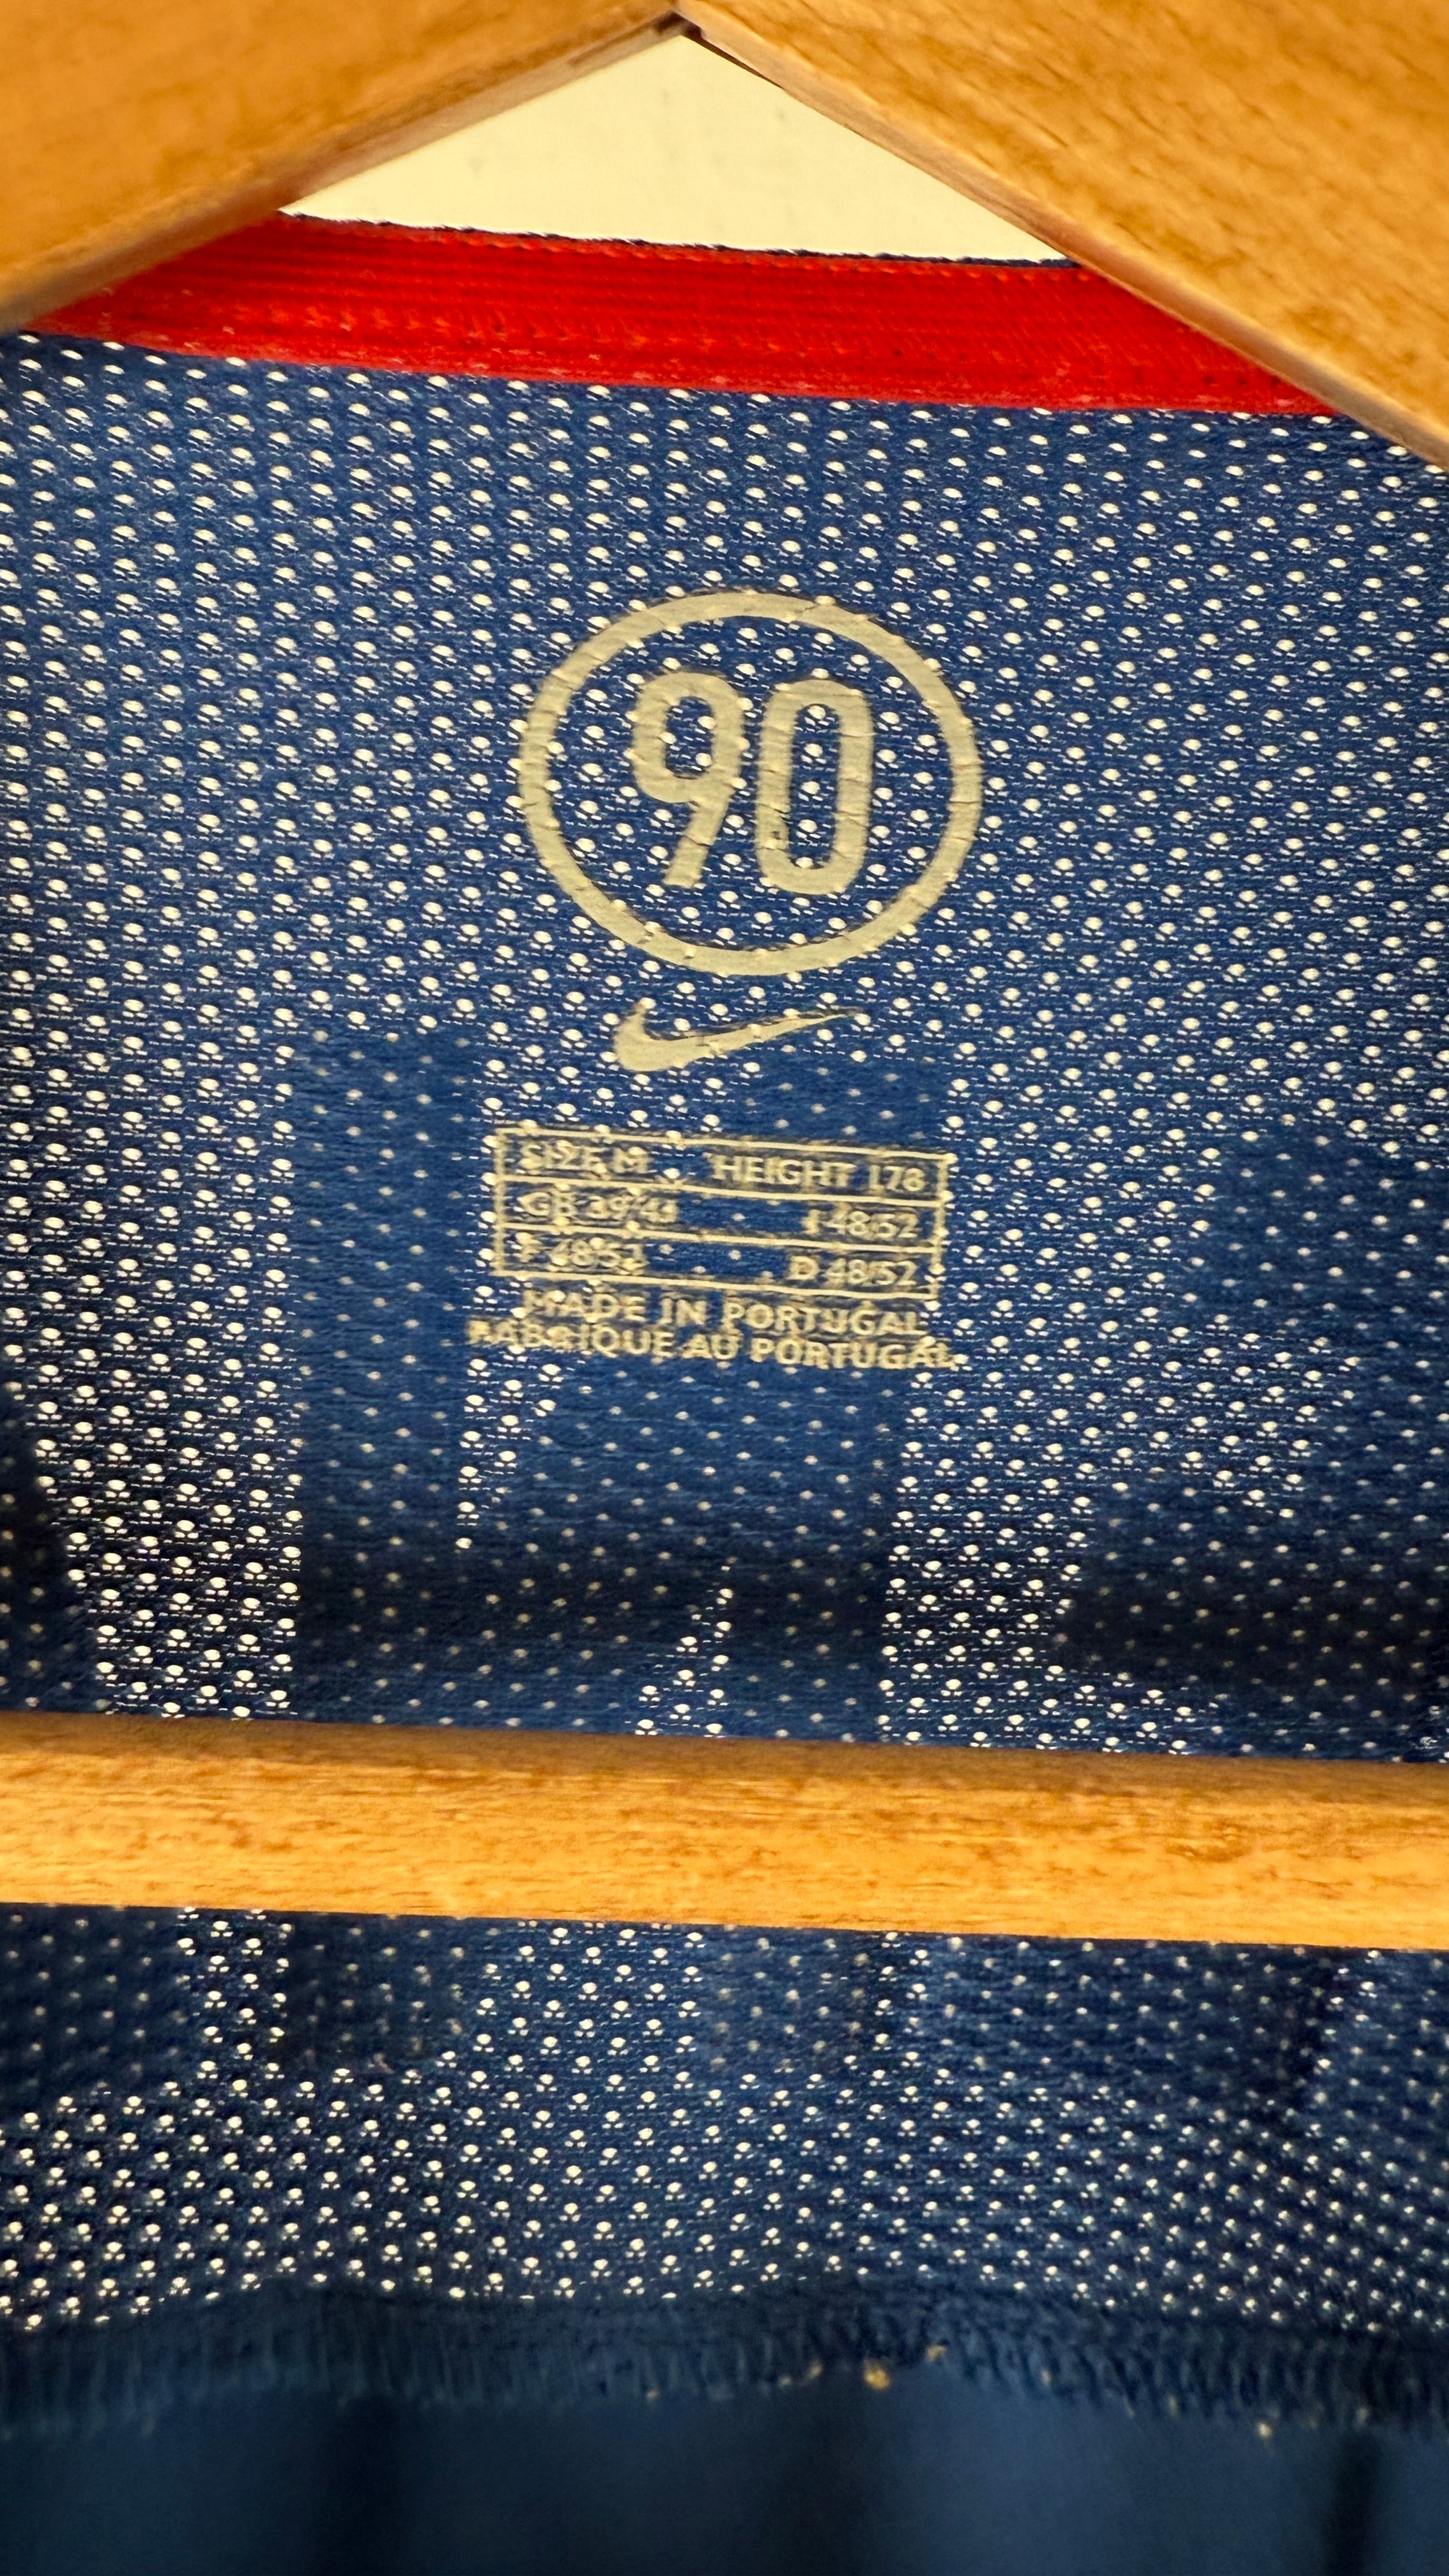 90
SIZE M HEIGHT 178
GB 39/41 I 48/52
F 48/52 D 48/52
MADE IN PORTUGAL
FABRIQUE AU PORTUGAL